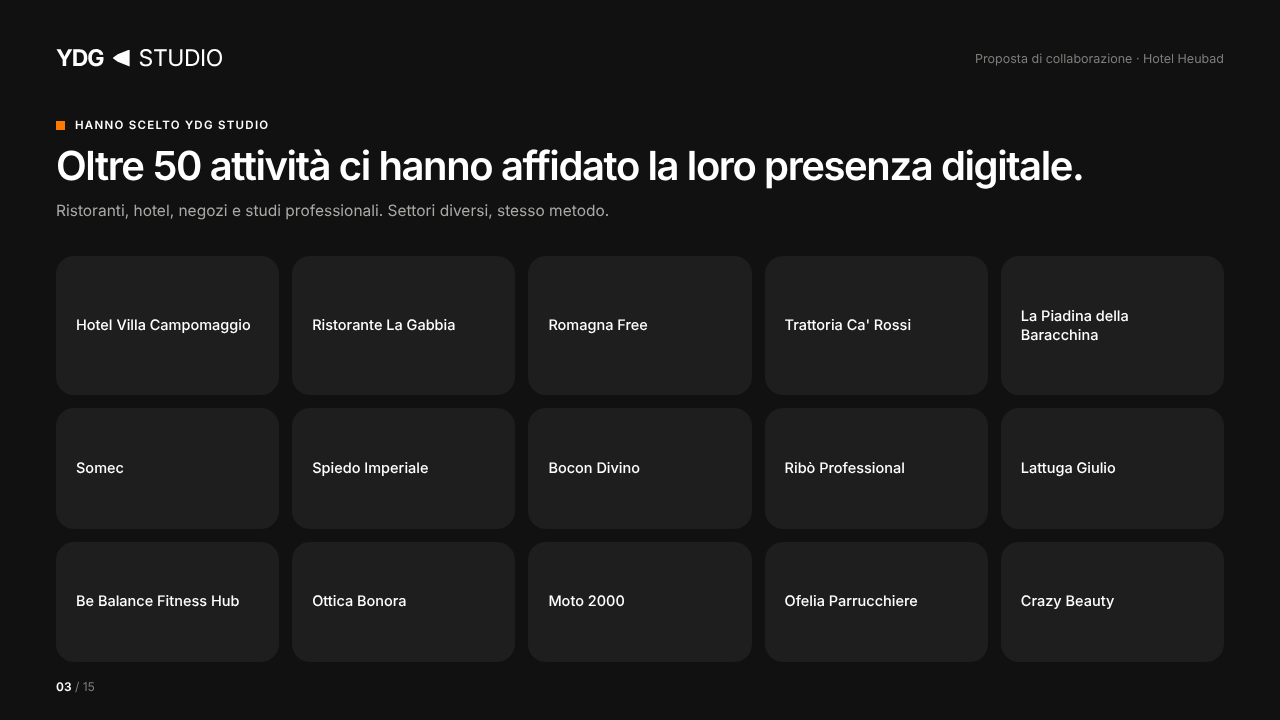 YDG STUDIO
Proposta di collaborazione · Hotel Heubad
HANNO SCELTO YDG STUDIO
Oltre 50 attività ci hanno affidato la loro presenza digitale.
Ristoranti, hotel, negozi e studi professionali. Settori diversi, stesso metodo.
Hotel Villa Campomaggio
Ristorante La Gabbia
Romagna Free
Trattoria Ca' Rossi
La Piadina della
Baracchina
Somec
Spiedo Imperiale
Bocon Divino
Ribò Professional
Lattuga Giulio
Be Balance Fitness Hub
Ottica Bonora
Moto 2000
Ofelia Parrucchiere
Crazy Beauty
03 / 15